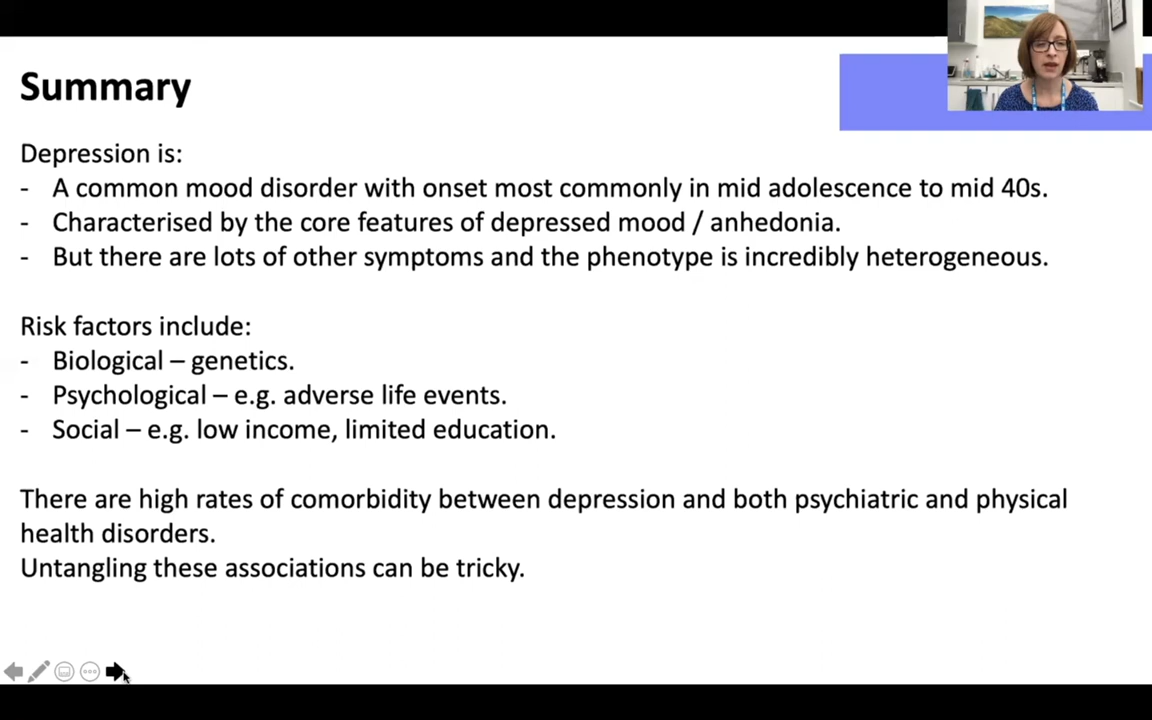 Summary
Depression is:
- A common mood disorder with onset most commonly in mid adolescence to mid 40s.
- Characterised by the core features of depressed mood / anhedonia.
- But there are lots of other symptoms and the phenotype is incredibly heterogeneous.
Risk factors include:
- Biological – genetics.
- Psychological – e.g. adverse life events.
- Social – e.g. low income, limited education.
There are high rates of comorbidity between depression and both psychiatric and physical
health disorders.
Untangling these associations can be tricky.